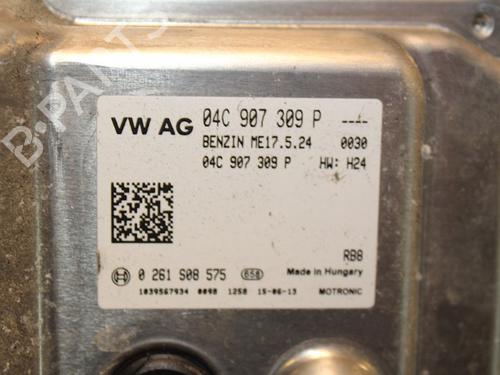 B-PARTS
VW AG 04C 907 309 P ----
BENZIN ME17.5.24 0030
04C 907 309 P HW: H24
RB8
0 261 S08 575 658 Made in Hungary
1039567934 0098 1258 15-06-13 MOTRONIC